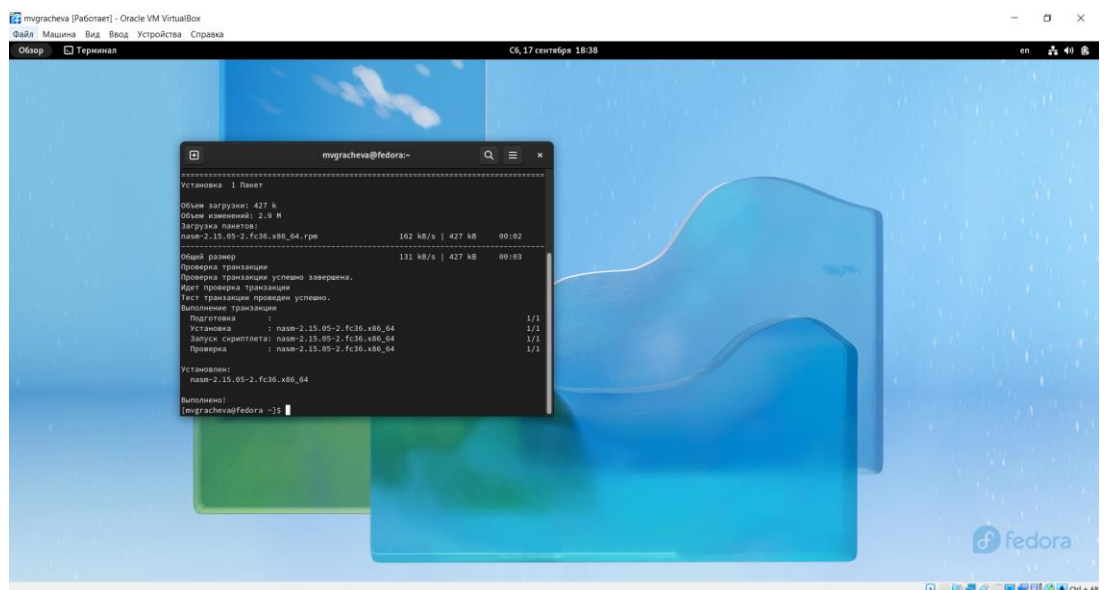 mvgracheva [Работает] - Oracle VM VirtualBox
Файл Машина Вид Ввод Устройства Справка
Обзор Терминал Сб, 17 сентября 18:38 en
mvgracheva@fedora:~
================================================================================
Установка 1 Пакет
Объем загрузки: 427 k
Объем изменений: 2.9 M
Загрузка пакетов:
nasm-2.15.05-2.fc36.x86_64.rpm 162 kB/s | 427 kB 00:02
--------------------------------------------------------------------------------
Общий размер 131 kB/s | 427 kB 00:03
Проверка транзакции
Проверка транзакции успешно завершена.
Идет проверка транзакции
Тест транзакции проведен успешно.
Выполнение транзакции
Подготовка : 1/1
Установка : nasm-2.15.05-2.fc36.x86_64 1/1
Запуск скриптлета: nasm-2.15.05-2.fc36.x86_64 1/1
Проверка : nasm-2.15.05-2.fc36.x86_64 1/1
Установлен:
nasm-2.15.05-2.fc36.x86_64
Выполнено!
[mvgracheva@fedora ~]$
fedora